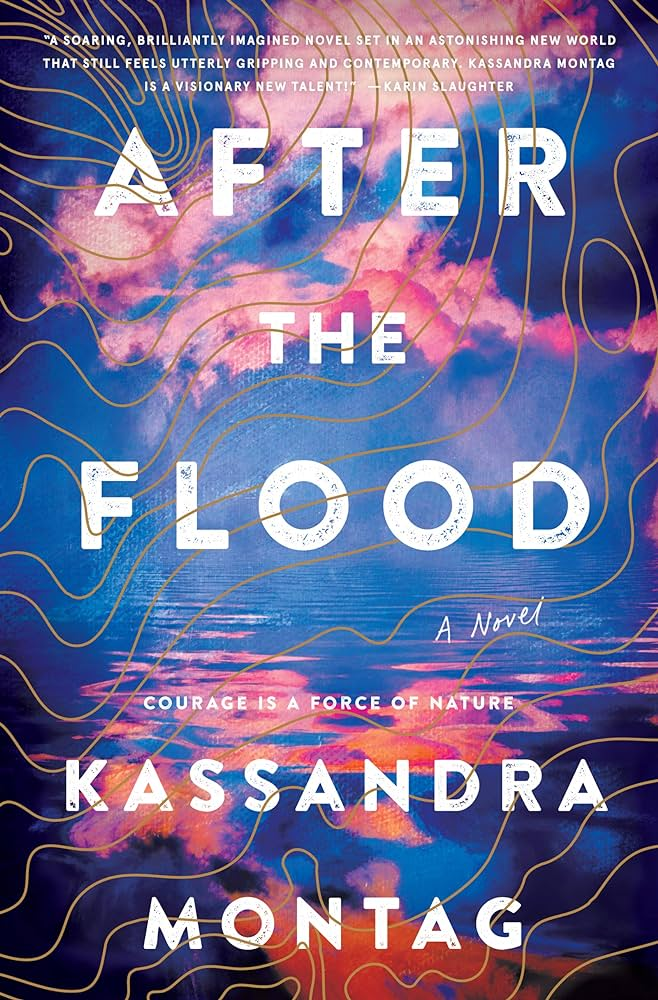 "A SOARING, BRILLIANTLY IMAGINED NOVEL SET IN AN ASTONISHING NEW WORLD
THAT STILL FEELS UTTERLY GRIPPING AND CONTEMPORARY. KASSANDRA MONTAG
IS A VISIONARY NEW TALENT!" —KARIN SLAUGHTER
AFTER
THE
FLOOD
A Novel
COURAGE IS A FORCE OF NATURE
KASSANDRA
MONTAG